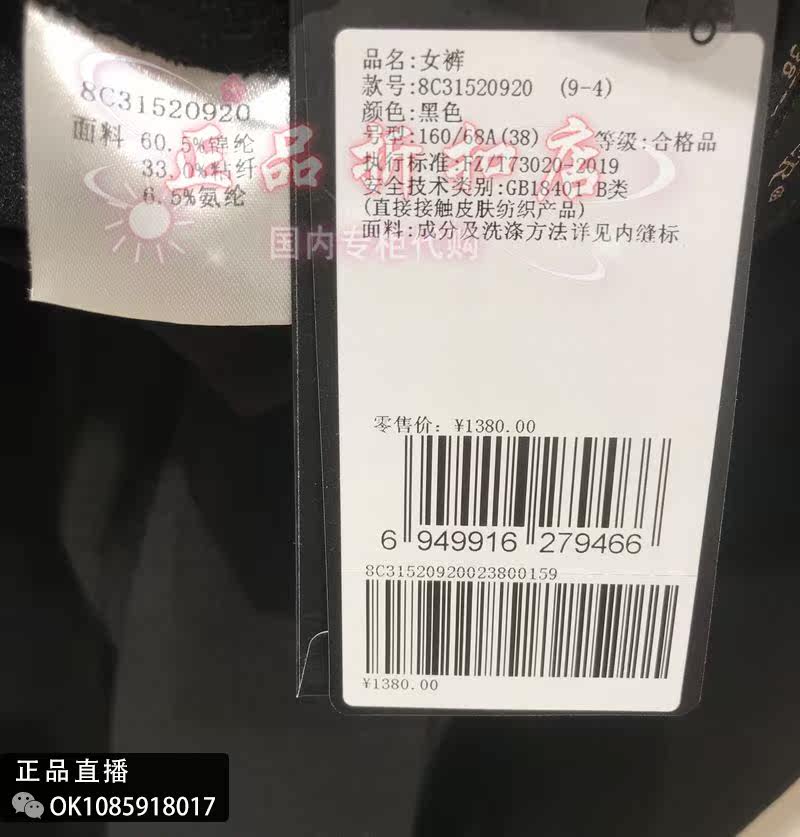 8C31520920
面料 60.5%锦纶
33.0%粘纤
6.5%氨纶
品名:女裤
款号:8C31520920 (9-4)
颜色:黑色
号型:160/68A(38) 等级:合格品
执行标准:FZ/T73020-2019
安全技术类别:GB18401 B类
(直接接触皮肤纺织产品)
面料:成分及洗涤方法详见内缝标
正品折扣店
国内专柜代购
零售价: ¥1380.00
6 949916 279466
8C31520920023800159
¥1380.00
正品直播
OK1085918017